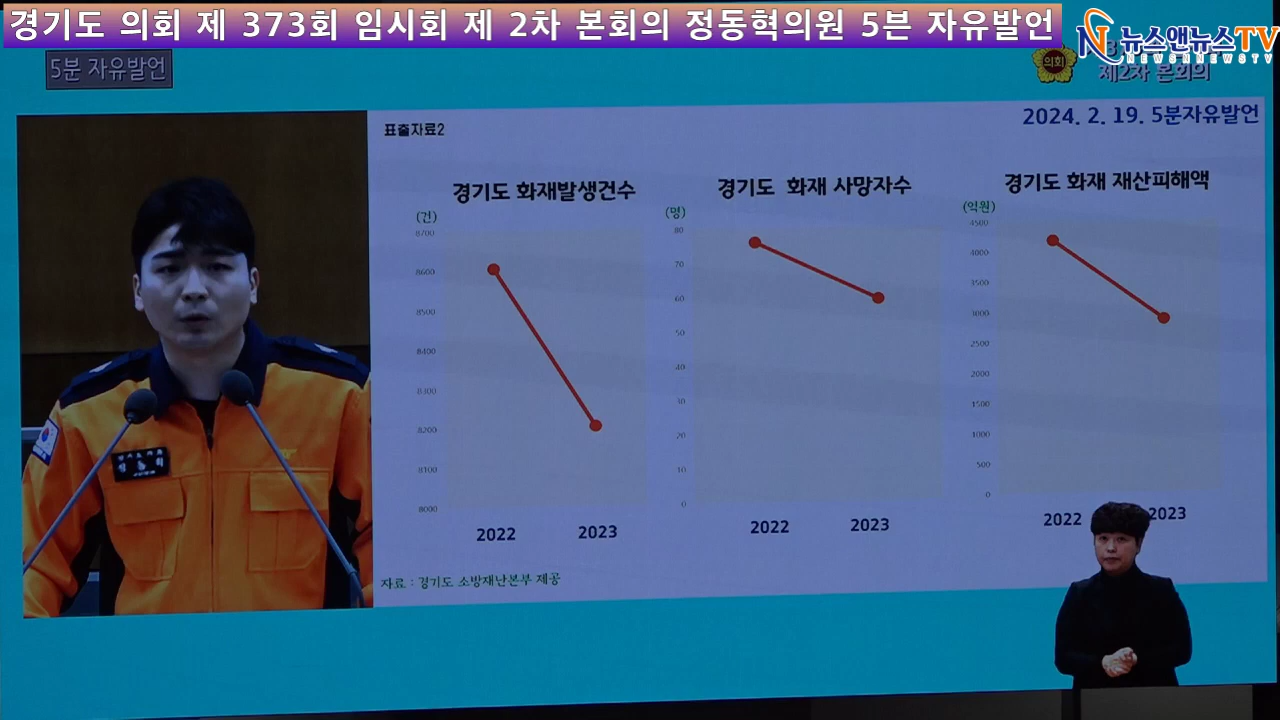 경기도 의회 제 373회 임시회 제 2차 본회의 정동혁의원 5븐 자유발언
뉴스앤뉴스TV
NEWSNNEWSTV
5분 자유발언
의회
제2차 본회의
2024. 2. 19. 5분자유발언
표출자료2
경기도 화재발생건수
(건)
8700
8600
8500
8400
8300
8200
8100
8000
2022 2023
경기도 화재 사망자수
(명)
80
70
60
50
40
30
20
10
0
2022 2023
경기도 화재 재산피해액
(억원)
4500
4000
3500
3000
2500
2000
1500
1000
500
0
2022 2023
자료 : 경기도 소방재난본부 제공